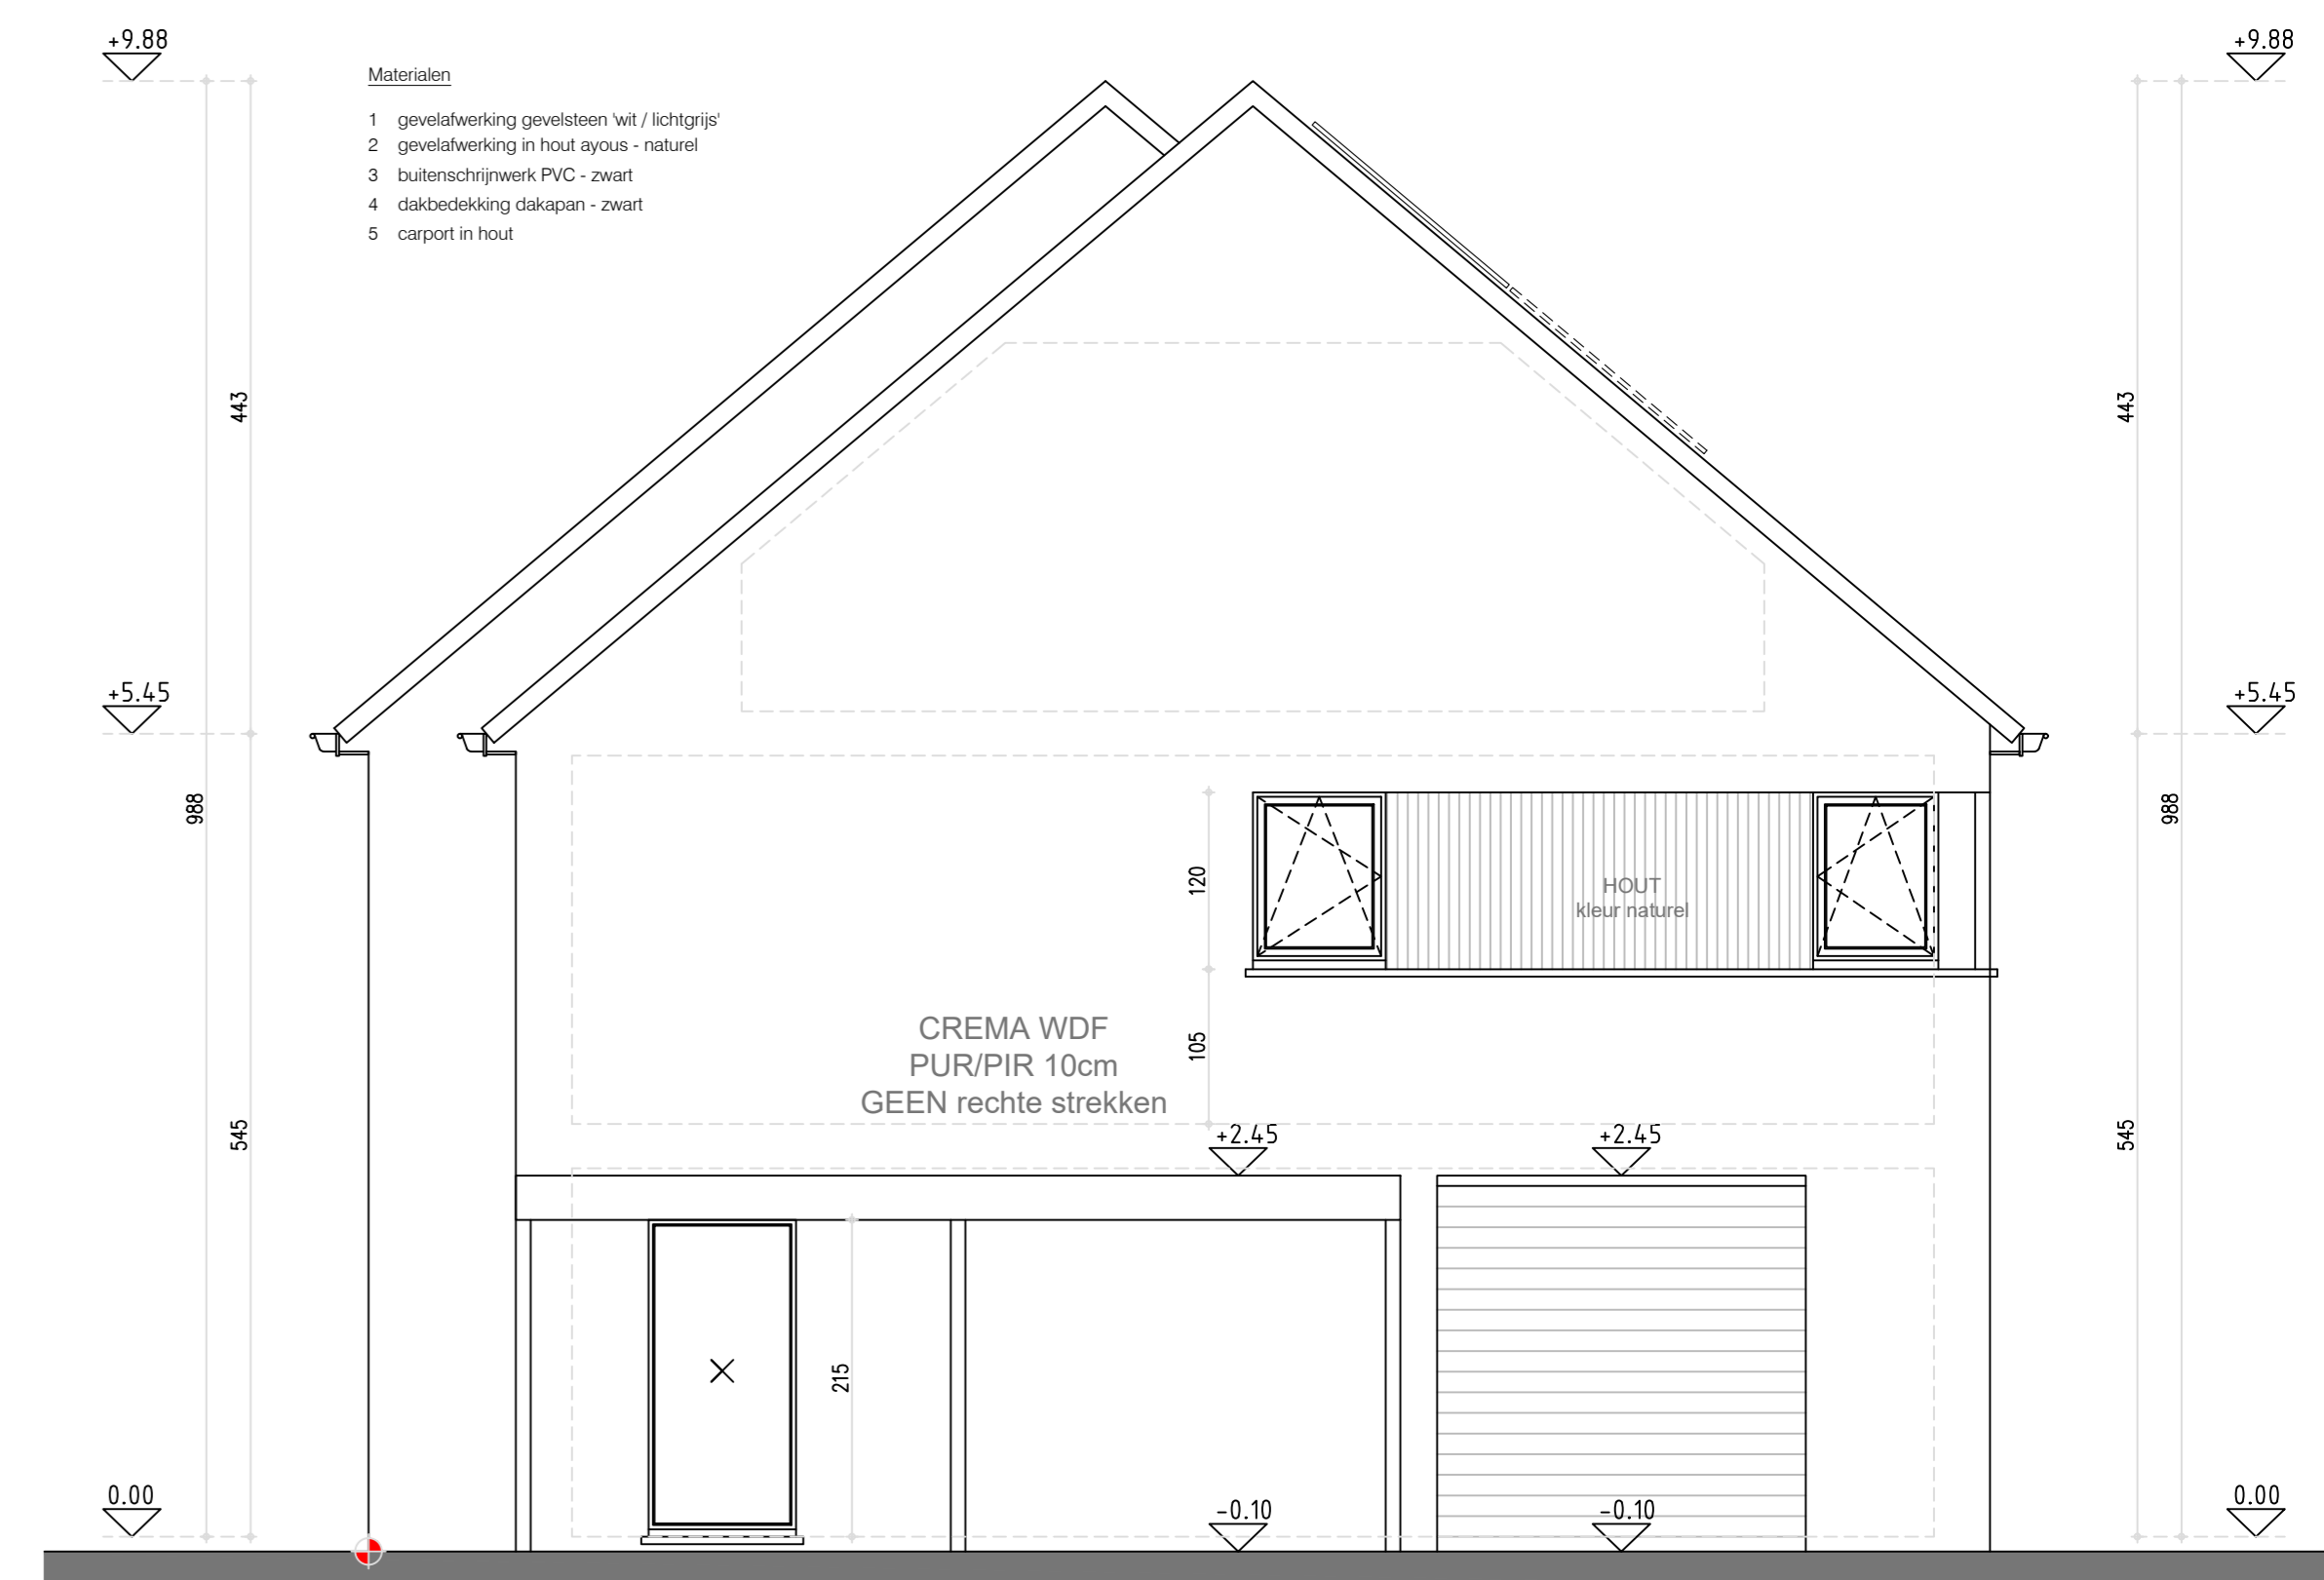 +9.88
+9.88
Materialen
1 gevelafwerking gevelsteen 'wit / lichtgrijs'
2 gevelafwerking in hout ayous - naturel
3 buitenschrijnwerk PVC - zwart
4 dakbedekking dakapan - zwart
5 carport in hout
443
443
+5.45
+5.45
988
988
120
HOUT
kleur naturel
CREMA WDF
PUR/PIR 10cm
GEEN rechte strekken
105
545
545
+2.45
+2.45
215
0.00
-0.10
-0.10
0.00